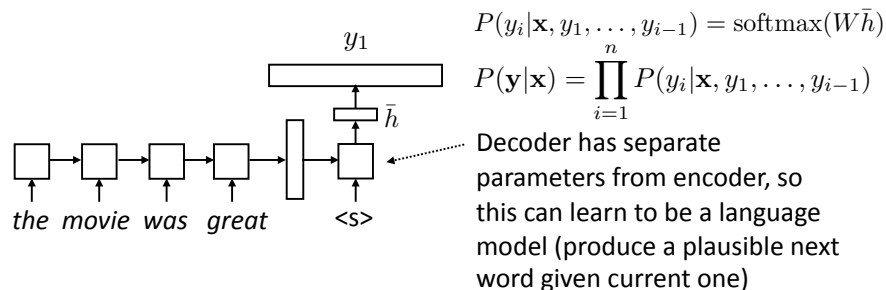 y₁
h̄
the movie was great <s>
P(yᵢ|𝐱, y₁, . . . , yᵢ₋₁) = softmax(Wh̄)
P(𝐲|𝐱) = ∏ᵢ₌₁ⁿ P(yᵢ|𝐱, y₁, . . . , yᵢ₋₁)
Decoder has separate
parameters from encoder, so
this can learn to be a language
model (produce a plausible next
word given current one)